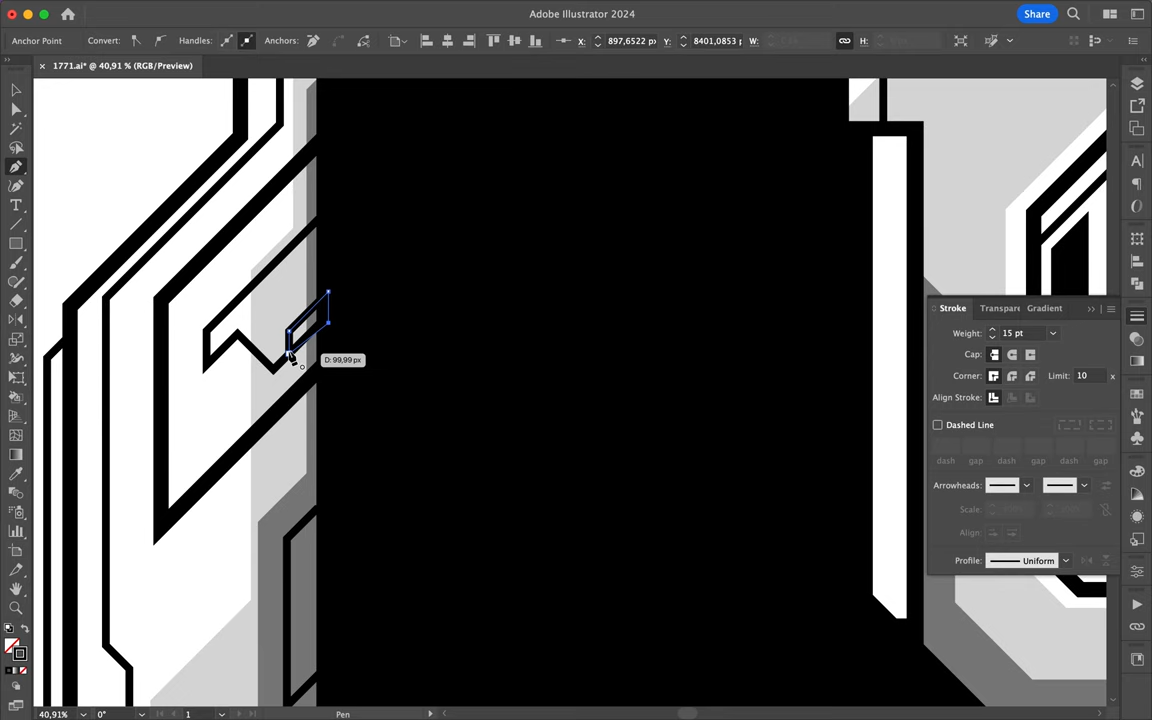 Adobe Illustrator 2024
Share
Anchor Point
Convert:
Handles:
Anchors:
X:
897,6522 px
Y:
8401,0853 p
W:
H:
1771.ai* @ 40,91 % (RGB/Preview)
D: 99,99 px
Stroke
Transpare
Gradient
Weight:
15 pt
Cap:
Corner:
Limit:
10
x
Align Stroke:
Dashed Line
dash
gap
dash
gap
dash
gap
Arrowheads:
Scale:
Align:
Profile:
Uniform
40,91%
0°
1
Pen